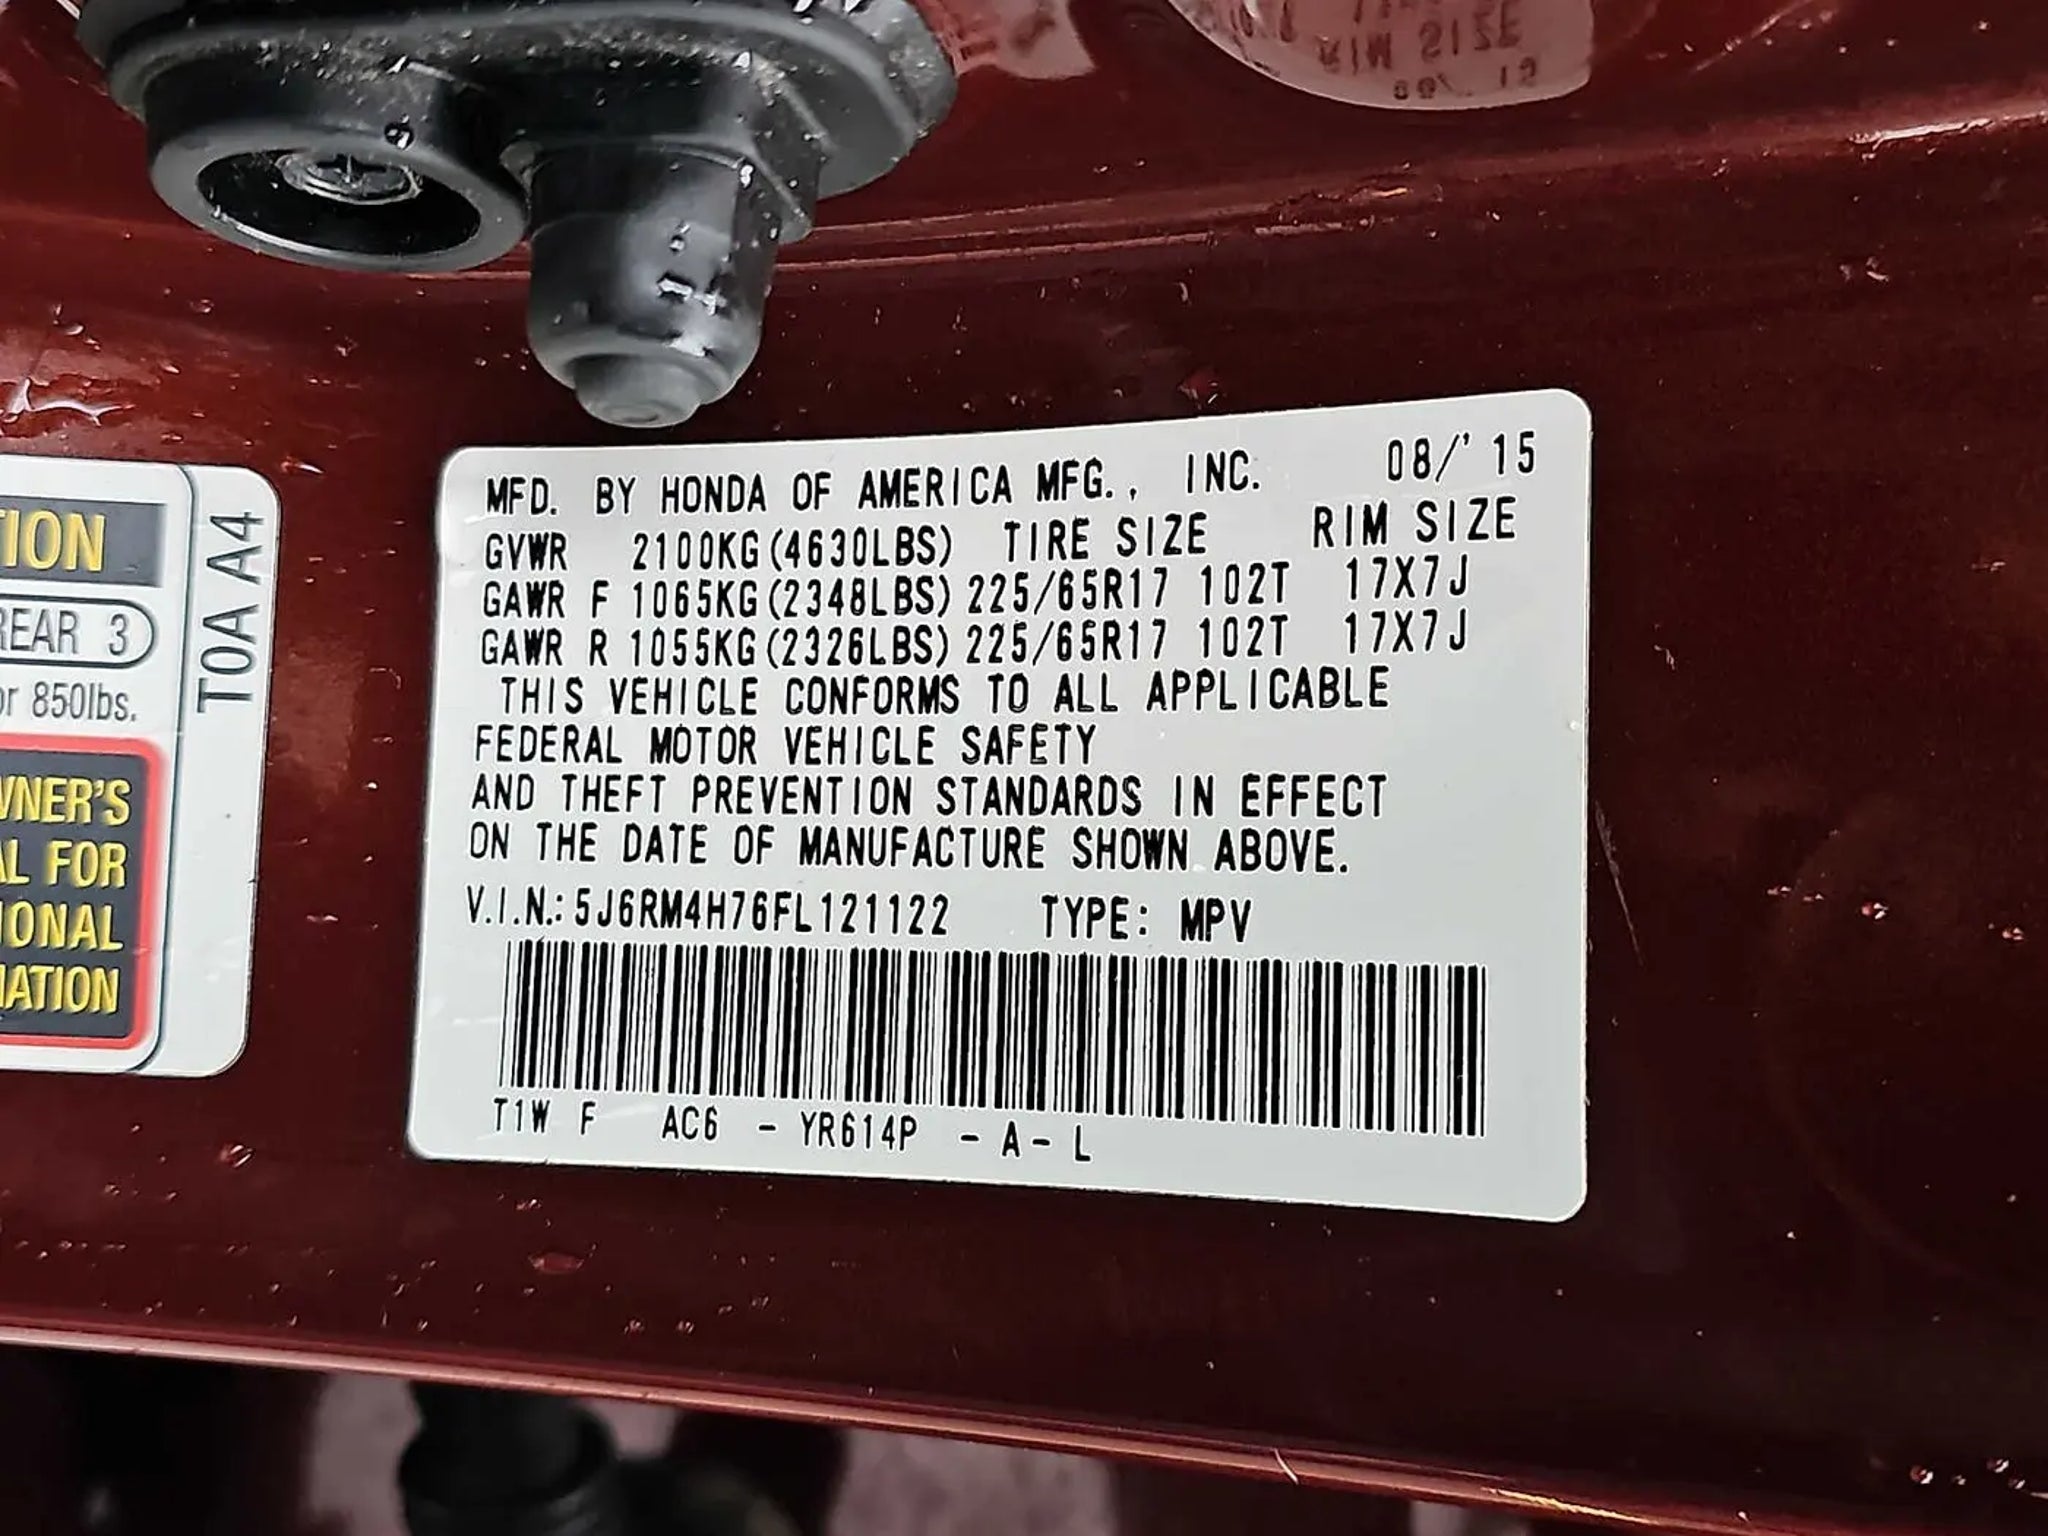 MFD. BY HONDA OF AMERICA MFG., INC. 08/'15
GVWR 2100KG(4630LBS) TIRE SIZE RIM SIZE
GAWR F 1065KG(2348LBS) 225/65R17 102T 17X7J
GAWR R 1055KG(2326LBS) 225/65R17 102T 17X7J
THIS VEHICLE CONFORMS TO ALL APPLICABLE
FEDERAL MOTOR VEHICLE SAFETY
AND THEFT PREVENTION STANDARDS IN EFFECT
ON THE DATE OF MANUFACTURE SHOWN ABOVE.
V.I.N.: 5J6RM4H76FL121122 TYPE: MPV
T1W F AC6 - YR614P - A - L
TION
REAR 3
or 850lbs.
WNER'S
AL FOR
IONAL
MATION
T0A A4
RIM SIZE